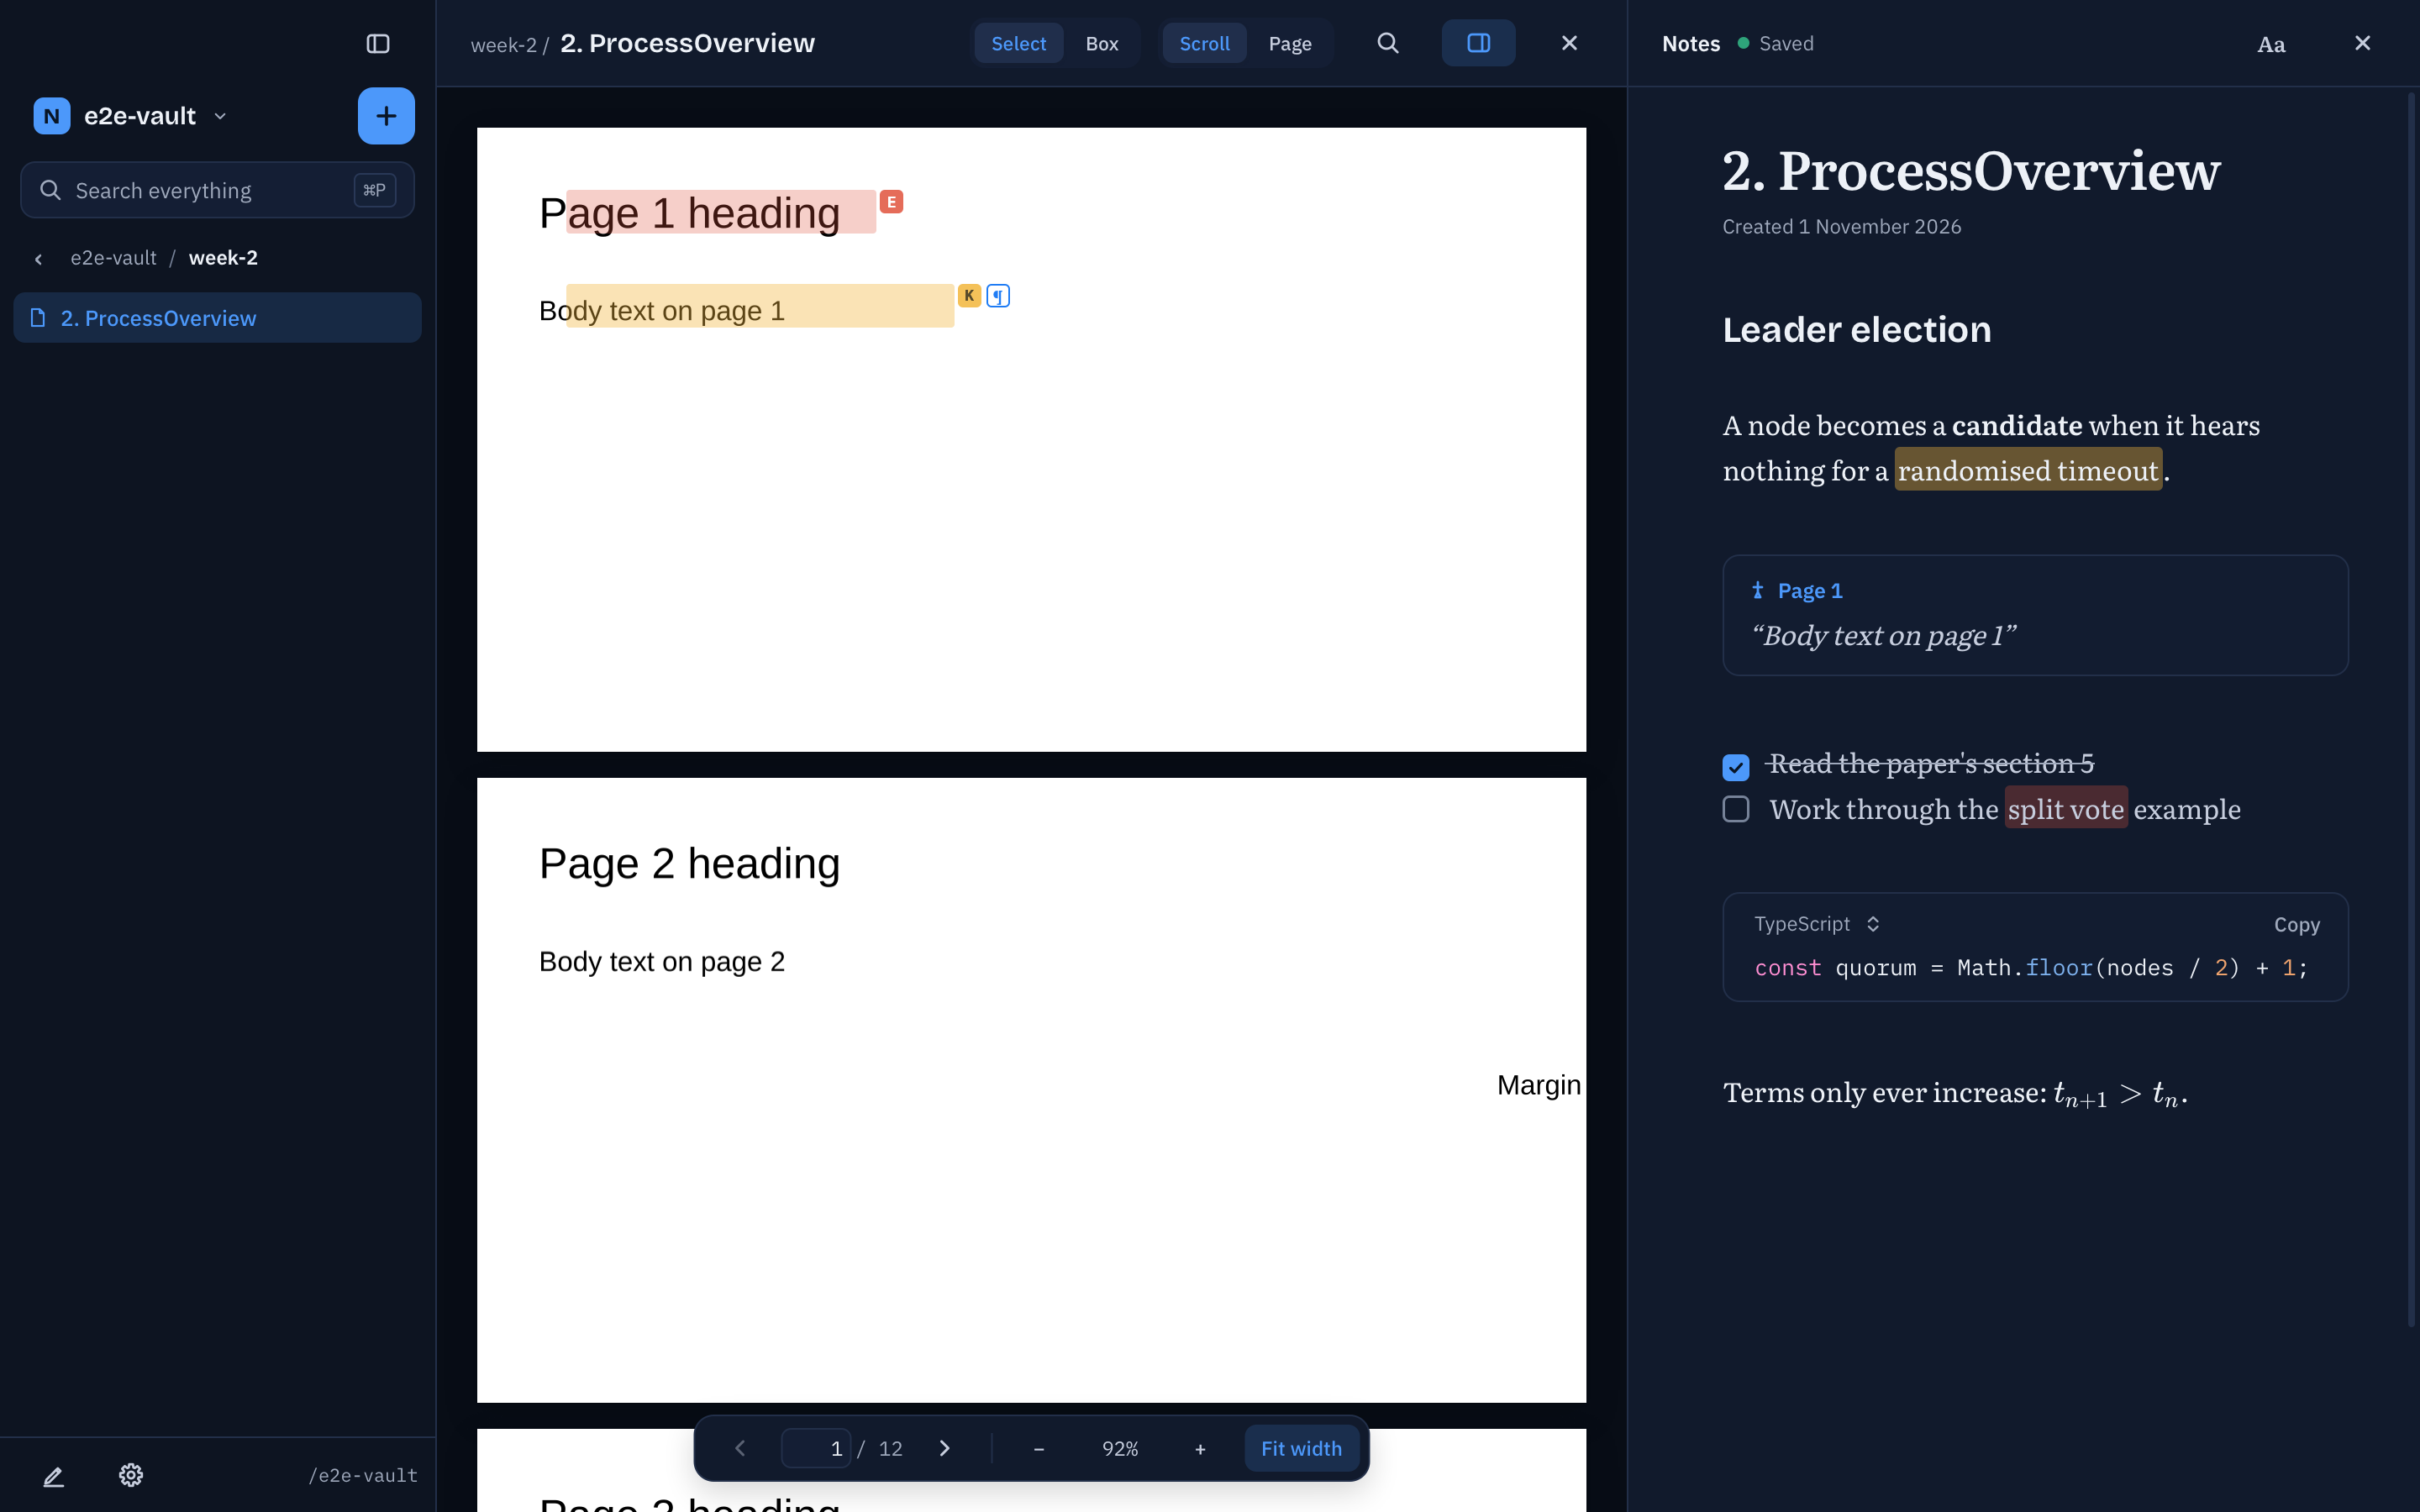 N e2e-vault
Search everything ⌘P
e2e-vault / week-2
2. ProcessOverview
/e2e-vault
week-2 / 2. ProcessOverview
Select Box Scroll Page
Page 1 heading E
Body text on page 1 K ¶
Page 2 heading
Body text on page 2
Margin
Page 3 heading
1 / 12 − 92% + Fit width
Notes Saved Aa
2. ProcessOverview
Created 1 November 2026
Leader election
A node becomes a candidate when it hears
nothing for a randomised timeout.
Page 1
“Body text on page 1”
Read the paper's section 5
Work through the split vote example
TypeScript Copy
const quorum = Math.floor(nodes / 2) + 1;
Terms only ever increase: tₙ₊₁ > tₙ.